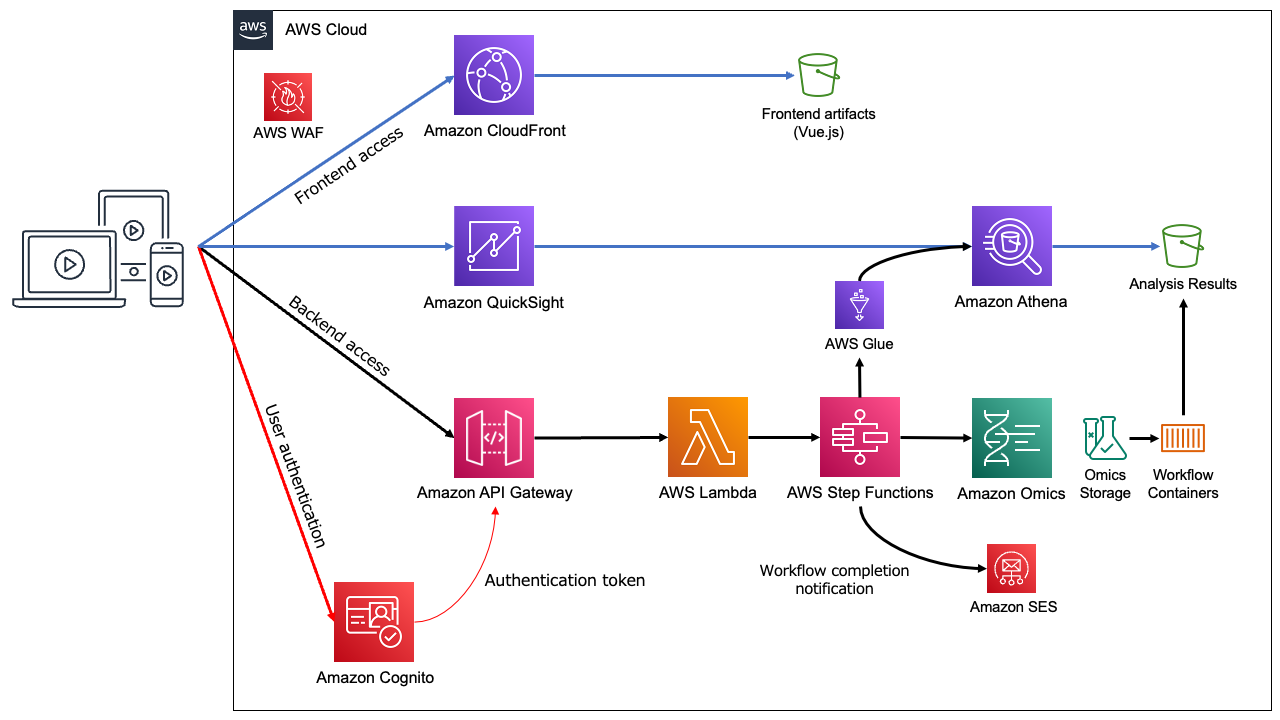 aws
AWS Cloud
AWS WAF
Amazon CloudFront
Frontend artifacts
(Vue.js)
Frontend access
Amazon QuickSight
Amazon Athena
Analysis Results
Backend access
AWS Glue
User authentication
Amazon API Gateway
AWS Lambda
AWS Step Functions
Amazon Omics
Omics
Storage
Workflow
Containers
Authentication token
Workflow completion
notification
Amazon SES
Amazon Cognito